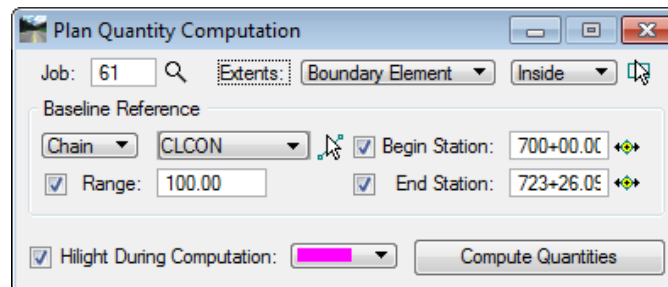 Plan Quantity Computation
Job: 61 Extents: Boundary Element Inside
Baseline Reference
Chain CLCON Begin Station: 700+00.00
Range: 100.00 End Station: 723+26.09
Hilight During Computation: Compute Quantities